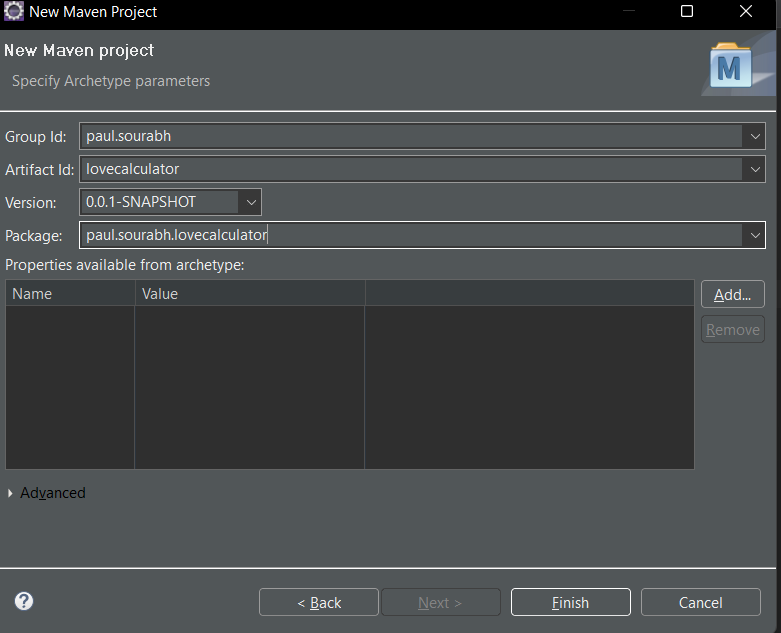 New Maven Project
New Maven project
Specify Archetype parameters
M
Group Id: paul.sourabh
Artifact Id: lovecalculator
Version: 0.0.1-SNAPSHOT
Package: paul.sourabh.lovecalculator
Properties available from archetype:
Name Value
Add...
Remove
Advanced
? < Back Next > Finish Cancel